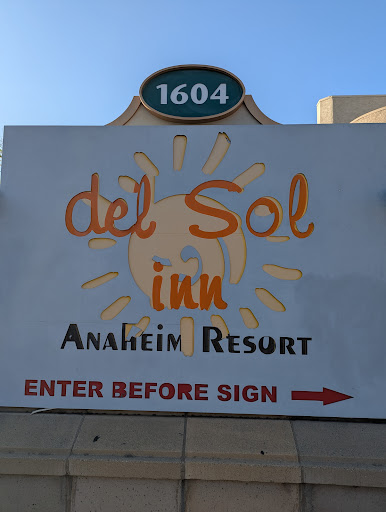 1604
del Sol
inn
ANAHEIM RESORT
ENTER BEFORE SIGN